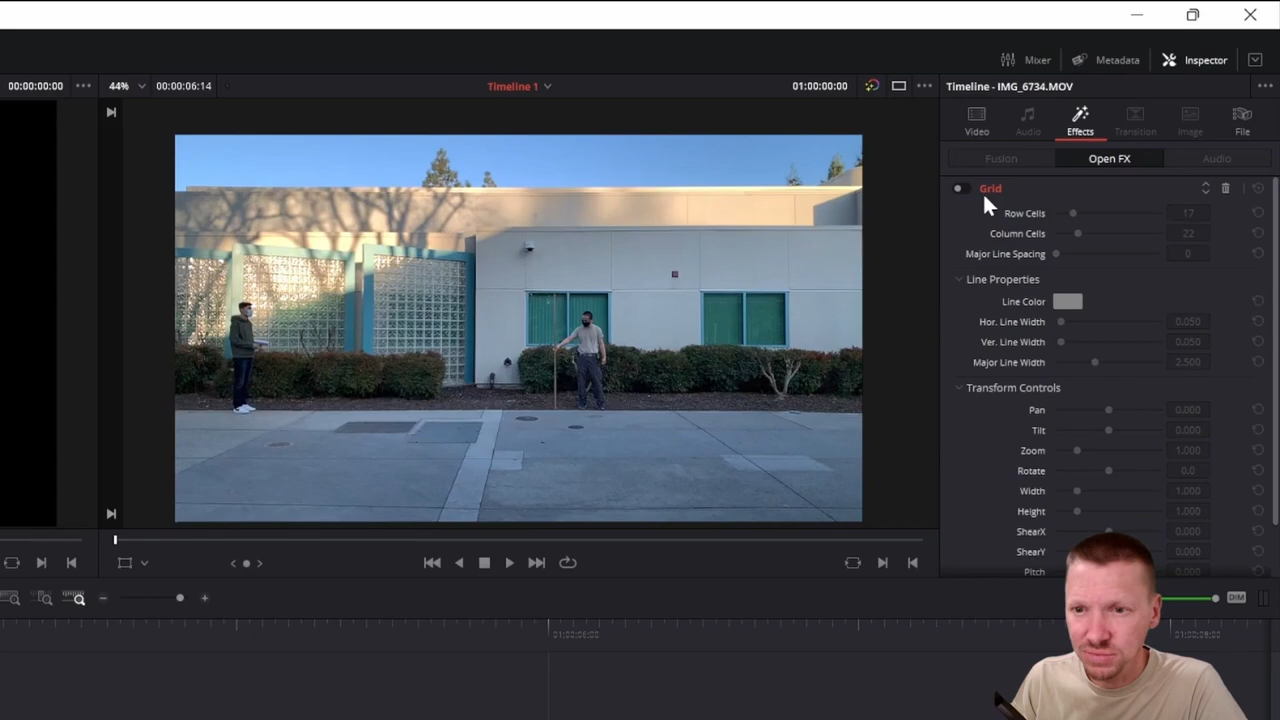 Mixer Metadata Inspector
00:00:00:00 44% 00:00:06:14 Timeline 1 01:00:00:00 Timeline - IMG_6734.MOV
Video Audio Effects Transition Image File
Fusion Open FX Audio
Grid
Row Cells 17
Column Cells 22
Major Line Spacing 0
Line Properties
Line Color
Hor. Line Width 0.050
Ver. Line Width 0.050
Major Line Width 2.500
Transform Controls
Pan 0.000
Tilt 0.000
Zoom 1.000
Rotate 0.0
Width 1.000
Height 1.000
ShearX 0.000
ShearY 0.000
Pitch 0.000
DIM
01:00:06:00 01:00:08:00